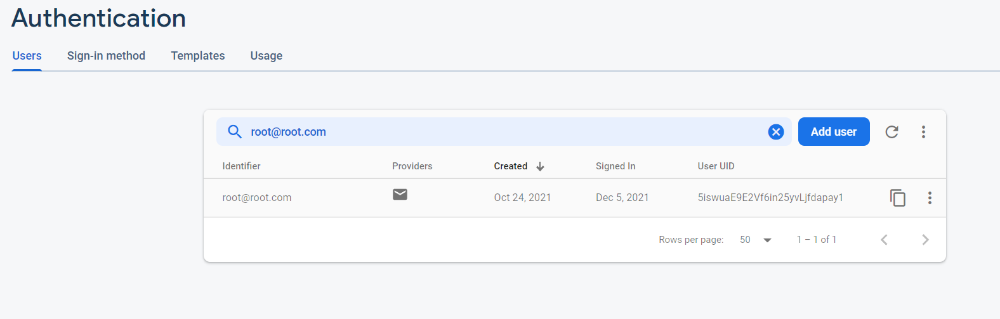 Authentication
Users Sign-in method Templates Usage
root@root.com Add user
Identifier Providers Created Signed In User UID
root@root.com Oct 24, 2021 Dec 5, 2021 5iswuaE9E2Vf6in25yvLjfdapay1
Rows per page: 50 1 – 1 of 1